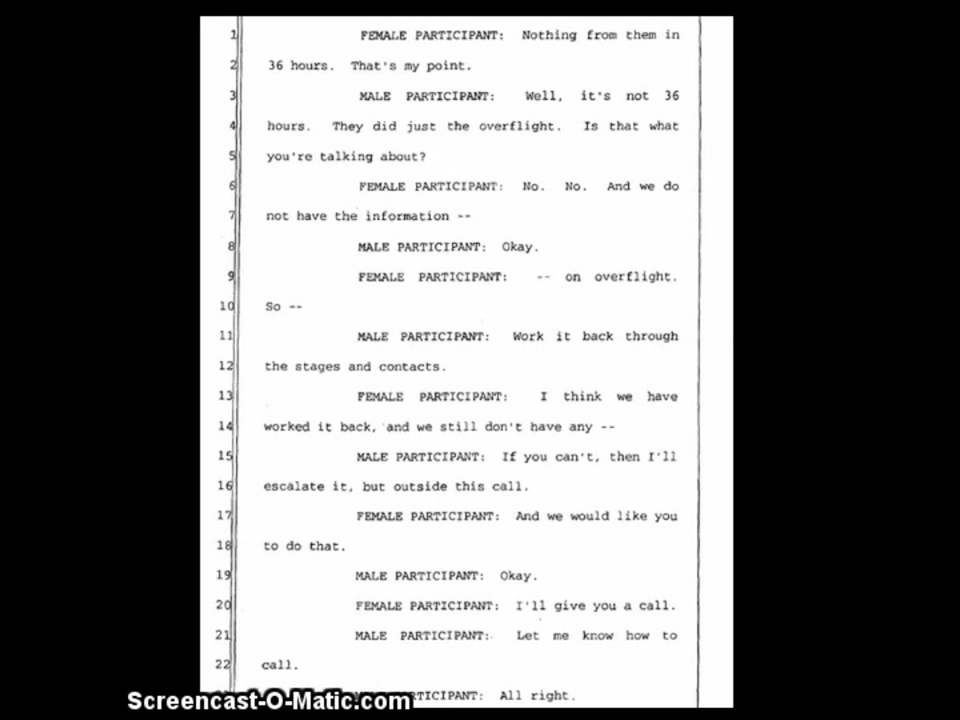 1 FEMALE PARTICIPANT: Nothing from them in
2 36 hours. That's my point.
3 MALE PARTICIPANT: Well, it's not 36
4 hours. They did just the overflight. Is that what
5 you're talking about?
6 FEMALE PARTICIPANT: No. No. And we do
7 not have the information --
8 MALE PARTICIPANT: Okay.
9 FEMALE PARTICIPANT: -- on overflight.
10 So --
11 MALE PARTICIPANT: Work it back through
12 the stages and contacts.
13 FEMALE PARTICIPANT: I think we have
14 worked it back, and we still don't have any --
15 MALE PARTICIPANT: If you can't, then I'll
16 escalate it, but outside this call.
17 FEMALE PARTICIPANT: And we would like you
18 to do that.
19 MALE PARTICIPANT: Okay.
20 FEMALE PARTICIPANT: I'll give you a call.
21 MALE PARTICIPANT: Let me know how to
22 call.
TICIPANT: All right.
Screencast-O-Matic.com